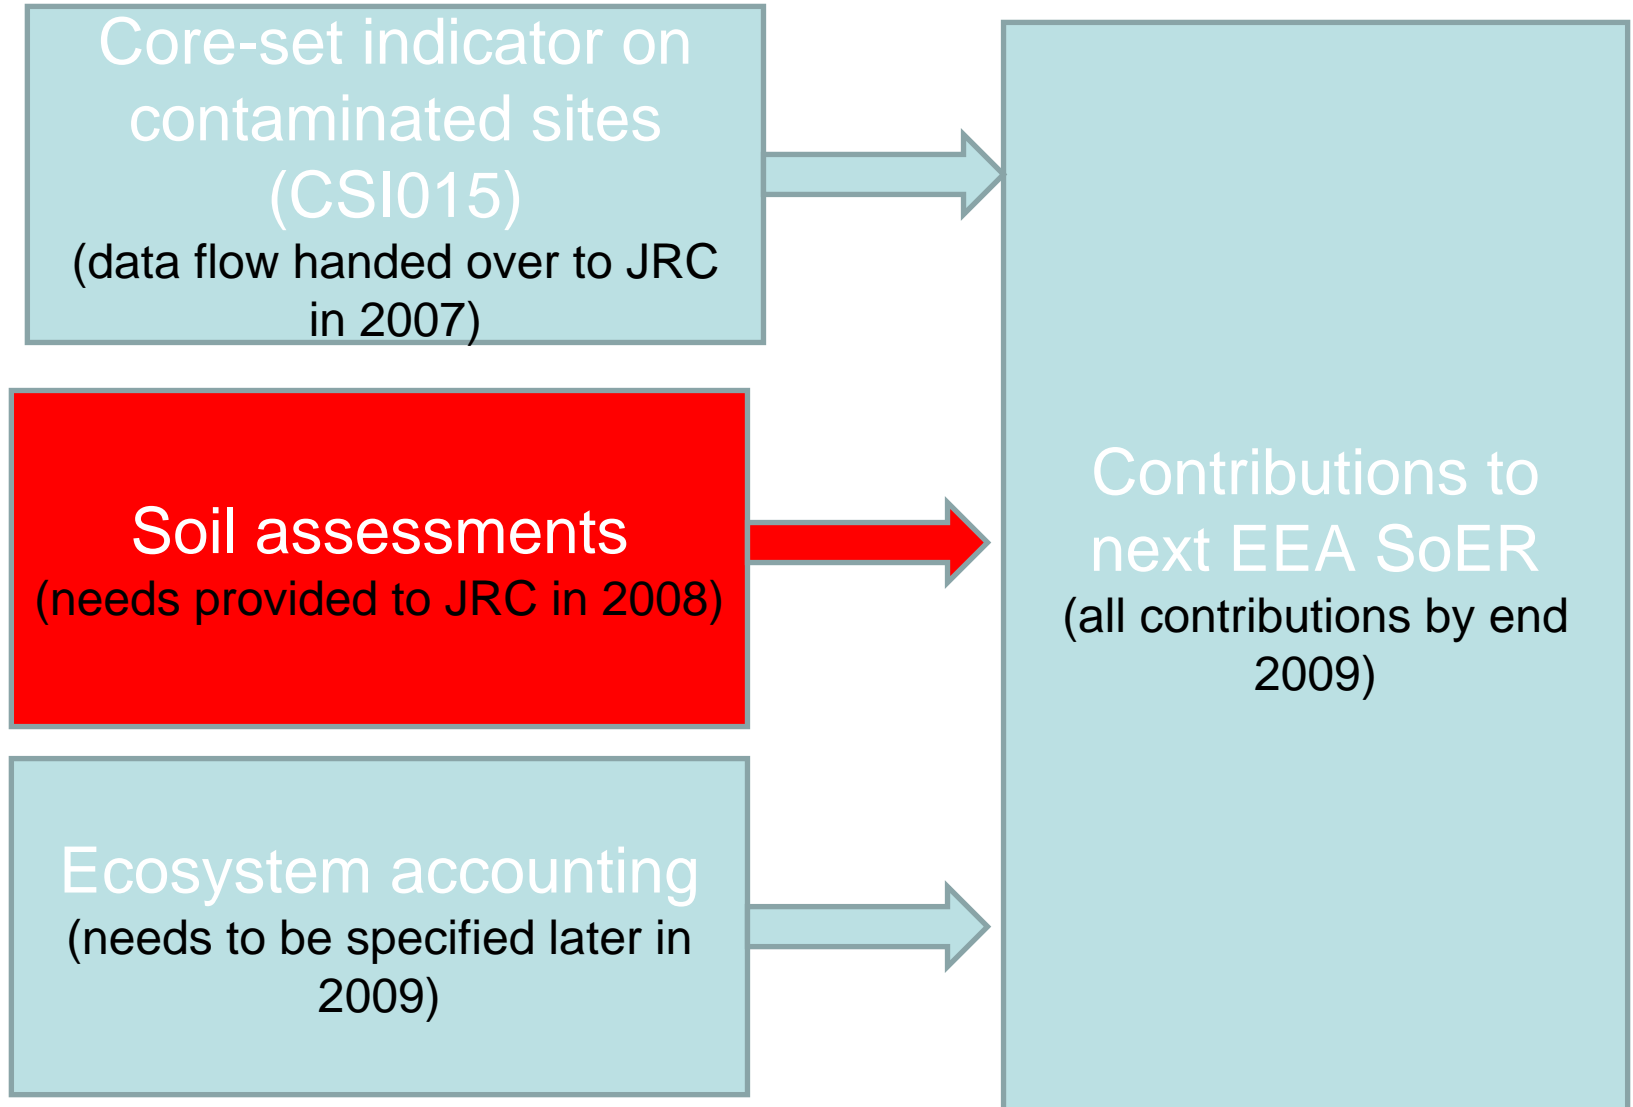 Core-set indicator on
contaminated sites
(CSI015)
(data flow handed over to JRC
in 2007)
Soil assessments
(needs provided to JRC in 2008)
Ecosystem accounting
(needs to be specified later in
2009)
Contributions to
next EEA SoER
(all contributions by end
2009)